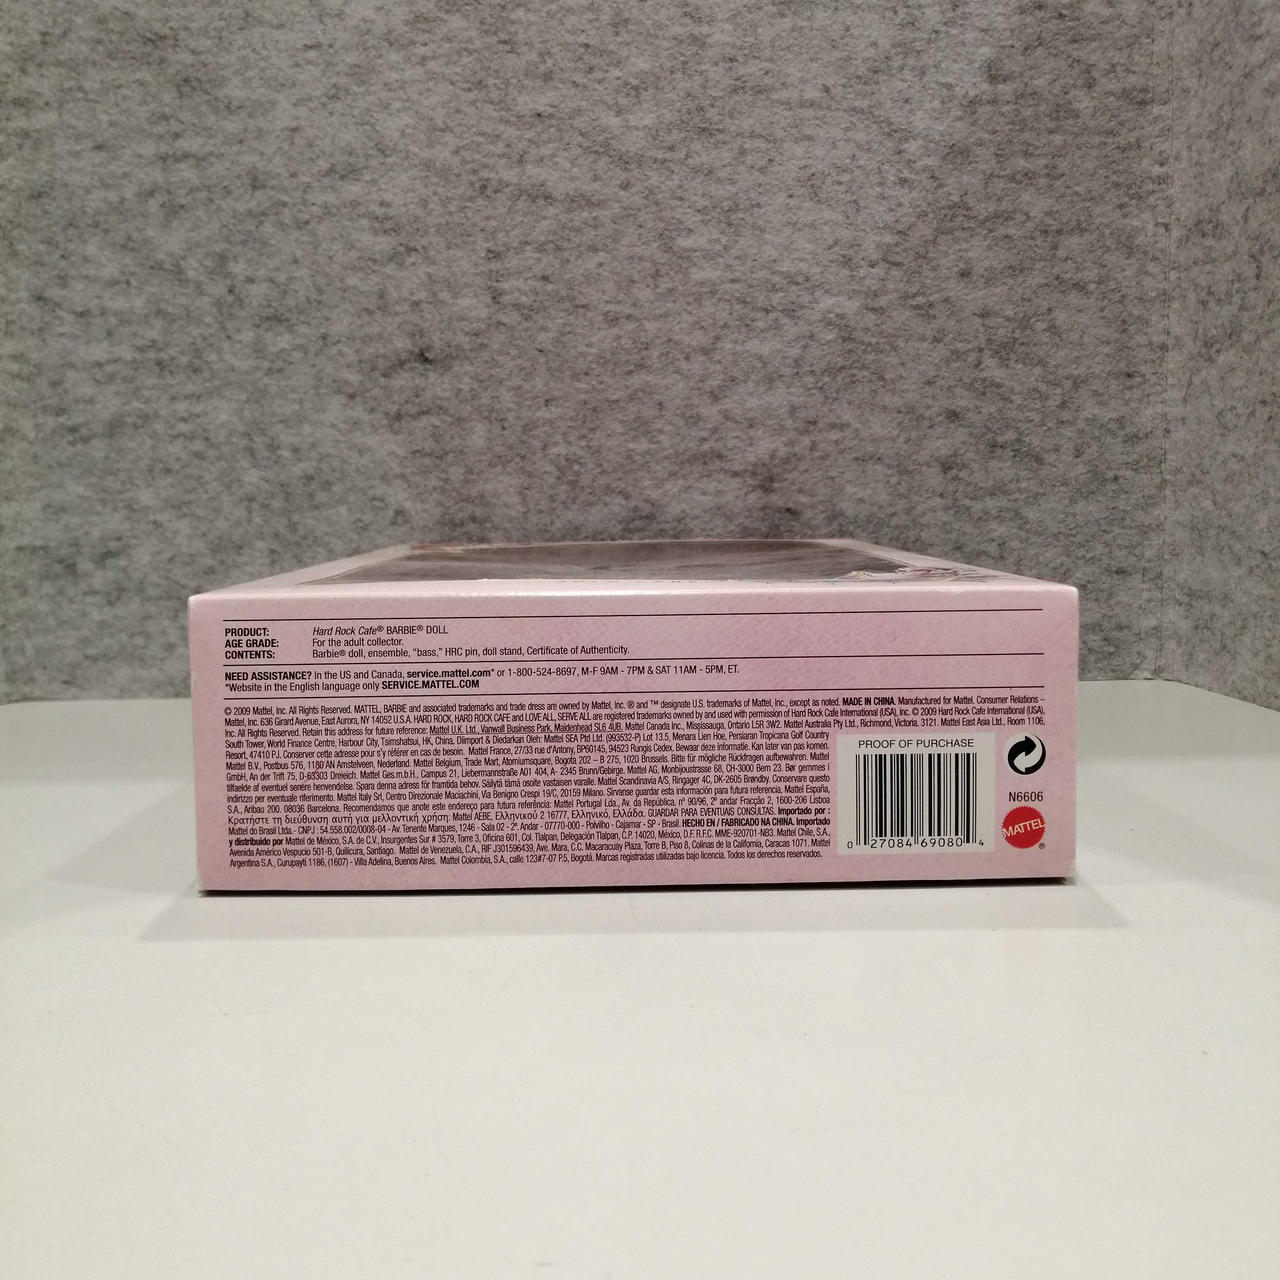 PRODUCT: Hard Rock Cafe® BARBIE® DOLL
AGE GRADE: For the adult collector.
CONTENTS: Barbie® doll, ensemble, “bass,” HRC pin, doll stand, Certificate of Authenticity.
NEED ASSISTANCE? In the US and Canada, service.mattel.com* or 1-800-524-8697, M-F 9AM - 7PM & SAT 11AM - 5PM, ET.
*Website in the English language only SERVICE.MATTEL.COM
© 2009 Mattel, Inc. All Rights Reserved. MATTEL, BARBIE and associated trademarks and trade dress are owned by Mattel, Inc. ® and ™ designate U.S. trademarks of Mattel, Inc., except as noted. MADE IN CHINA. Manufactured for Mattel. Consumer Relations –
Mattel, Inc. 636 Girard Avenue, East Aurora, NY 14052 U.S.A. HARD ROCK, HARD ROCK CAFE and LOVE ALL, SERVE ALL are registered trademarks owned by and used with permission of Hard Rock Cafe International (USA), Inc. © 2009 Hard Rock Cafe International (USA),
Inc. All Rights Reserved. Retain this address for future reference: Mattel U.K. Ltd., Vanwall Business Park, Maidenhead SL6 4UB. Mattel Canada Inc., Mississauga, Ontario L5R 3W2. Mattel Australia Pty Ltd., Richmond, Victoria. 3121. Mattel East Asia Ltd., Room 1106,
South Tower, World Finance Centre, Harbour City, Tsimshatsui, HK, China. Diimport & Diedarkan Oleh: Mattel SEA Ptd Ltd. (993532-P) Lot 13.5, Menara Lien Hoe, Persiaran Tropicana Golf Country
Resort, 47410 P.J. Conserver cette adresse pour s'y référer en cas de besoin. Mattel France, 27/33 rue d'Antony, BP60145, 94523 Rungis Cedex. Bewaar deze informatie. Kan later van pas komen.
Mattel B.V., Postbus 576, 1180 AN Amstelveen, Nederland. Mattel Belgium, Trade Mart, Atomiumsquare, Bogota 202 – B 275, 1020 Brussels. Bitte für mögliche Rückfragen aufbewahren. Mattel
GmbH, An der Trift 75, D-63303 Dreieich. Mattel Ges.m.b.H., Campus 21, Liebermannstraße A01 404, A- 2345 Brunn/Gebirge. Mattel AG, Monbijoustrasse 68, CH-3000 Bern 23. Bør gemmes i
tilfælde af eventuel senere henvendelse. Spara denna adress för framtida behov. Säilytä tämä osoite vastaisen varalle. Mattel Scandinavia A/S, Ringager 4C, DK-2605 Brøndby. Conservare questo
indirizzo per eventuale riferimento. Mattel Italy Srl, Centro Direzionale Maciachini, Via Benigno Crespi 19/C, 20159 Milano. Sírvanse guardar esta información para futura referencia. Mattel España,
S.A., Aribau 200. 08036 Barcelona. Recomendamos que anote este endereço para futura referência: Mattel Portugal Lda., Av. da República, nº 90/96, 2º andar Fracção 2, 1600-206 Lisboa
Κρατήστε τη διεύθυνση αυτή για μελλοντική χρήση: Mattel AEBE, Ελληνικού 2 16777, Ελληνικό, Ελλάδα. GUARDAR PARA EVENTUAIS CONSULTAS. Importado por :
Mattel do Brasil Ltda.- CNPJ : 54.558.002/0008-04 - Av. Tenente Marques, 1246 - Sala 02 - 2º Andar - 07770-000 - Polvilho - Cajamar - SP - Brasil. HECHO EN / FABRICADO NA CHINA. Importado
y distribuido por Mattel de México, S.A. de C.V., Insurgentes Sur # 3579, Torre 3, Oficina 601, Col. Tlalpan, Delegación Tlalpan, C.P. 14020, México, D.F. R.F.C. MME-920701-NB3. Mattel Chile, S.A.,
Avenida Américo Vespucio 501-B, Quilicura, Santiago. Mattel de Venezuela, C.A., RIF J301596439, Ave. Mara, C.C. Macaracuay Plaza, Torre B, Piso 8, Colinas de la California, Caracas 1071. Mattel
Argentina S.A., Curupayti 1186, (1607) - Villa Adelina, Buenos Aires. Mattel Colombia, S.A., calle 123#7-07 P.5, Bogotá. Marcas registradas utilizadas bajo licencia. Todos los derechos reservados.
PROOF OF PURCHASE
0 27084 69080 4
N6606
MATTEL®